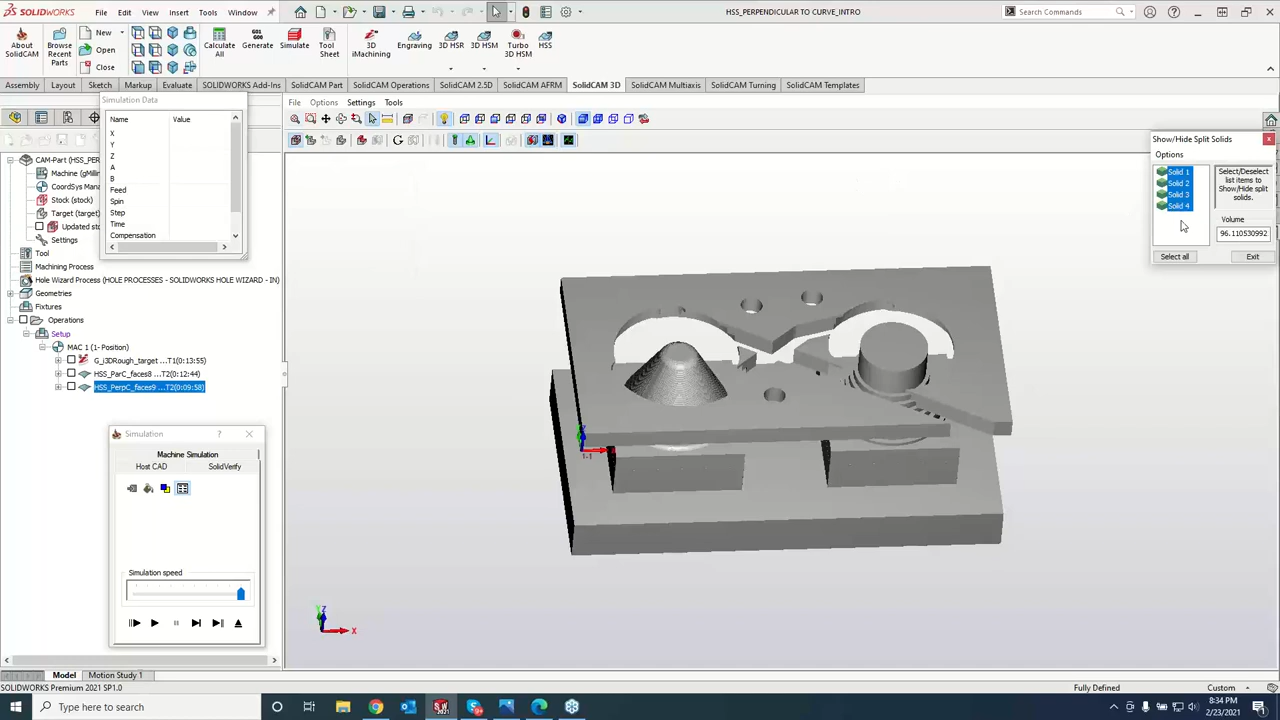 SOLIDWORKS File Edit View Insert Tools Window HSS_PERPENDICULAR TO CURVE_INTRO Search Commands
About SolidCAM
Browse Recent Parts
New
Open
Close
Calculate All
G01 G00
Generate
Simulate
Tool Sheet
3D iMachining
Engraving
3D HSR
3D HSM
Turbo 3D HSM
HSS
Assembly Layout Sketch Markup Evaluate SOLIDWORKS Add-Ins SolidCAM Part SolidCAM Operations SolidCAM 2.5D SolidCAM AFRM SolidCAM 3D SolidCAM Multiaxis SolidCAM Turning SolidCAM Templates
Simulation Data
Name Value
X
Y
Z
A
B
Feed
Spin
Step
Time
Compensation
File Options Settings Tools
CAM-Part (HSS_PER
Machine (gMillin
CoordSys Mana
Stock (stock)
Target (target)
Updated sto
Settings
Tool
Machining Process
Hole Wizard Process (HOLE PROCESSES - SOLIDWORKS HOLE WIZARD - IN)
Geometries
Fixtures
Operations
Setup
MAC 1 (1- Position)
G_i3DRough_target ...T1(0:13:55)
HSS_ParC_faces8 ...T2(0:12:44)
HSS_PerpC_faces9 ...T2(0:09:58)
Simulation ?
Machine Simulation
Host CAD SolidVerify
Simulation speed
Show/Hide Split Solids
Options
Solid 1
Solid 2
Solid 3
Solid 4
Select/Deselect list items to Show/Hide split solids.
Volume
96.110530992
Select all Exit
Z
1-1
Y Z
X
Model Motion Study 1
SOLIDWORKS Premium 2021 SP1.0 Fully Defined Custom
Type here to search
8:34 PM
2/23/2021